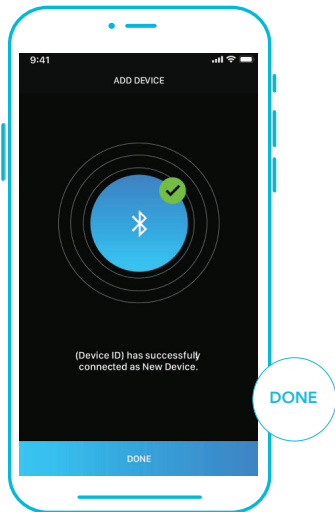 9:41
ADD DEVICE
(Device ID) has successfully
connected as New Device.
DONE
DONE